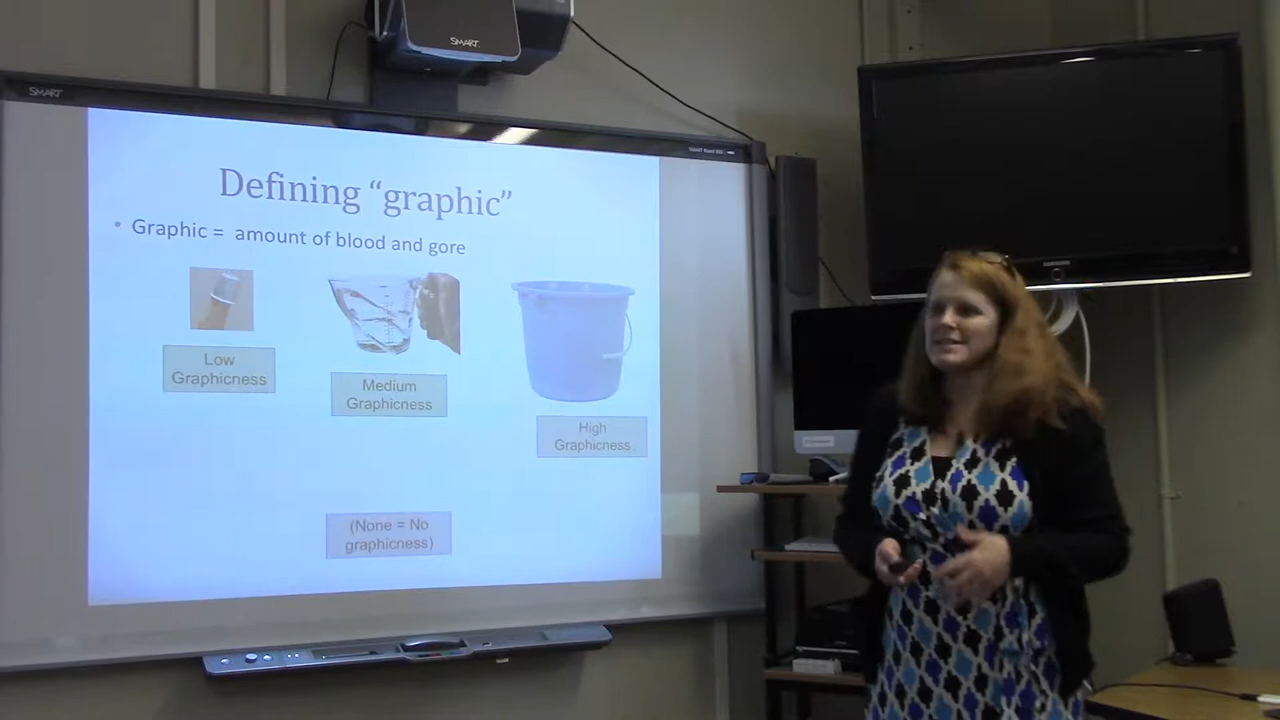 SMART
SMART
Defining “graphic”
• Graphic = amount of blood and gore
Low
Graphicness
Medium
Graphicness
High
Graphicness
(None = No
graphicness)
SAMSUNG